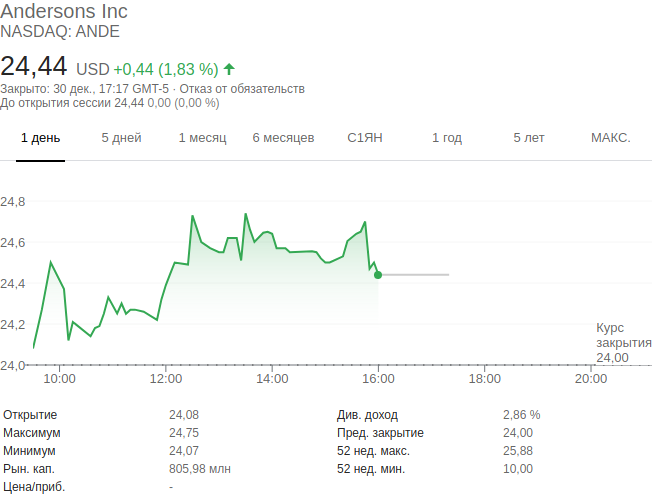 Andersons Inc
NASDAQ: ANDE
24,44 USD +0,44 (1,83 %)
Закрыто: 30 дек., 17:17 GMT-5 · Отказ от обязательств
До открытия сессии 24,44 0,00 (0,00 %)
1 день 5 дней 1 месяц 6 месяцев С1ЯН 1 год 5 лет МАКС.
24,8
24,6
24,4
24,2
24,0
Курс
закрытия
24,00
10:00 12:00 14:00 16:00 18:00 20:00
Открытие 24,08 Див. доход 2,86 %
Максимум 24,75 Пред. закрытие 24,00
Минимум 24,07 52 нед. макс. 25,88
Рын. кап. 805,98 млн 52 нед. мин. 10,00
Цена/приб. -